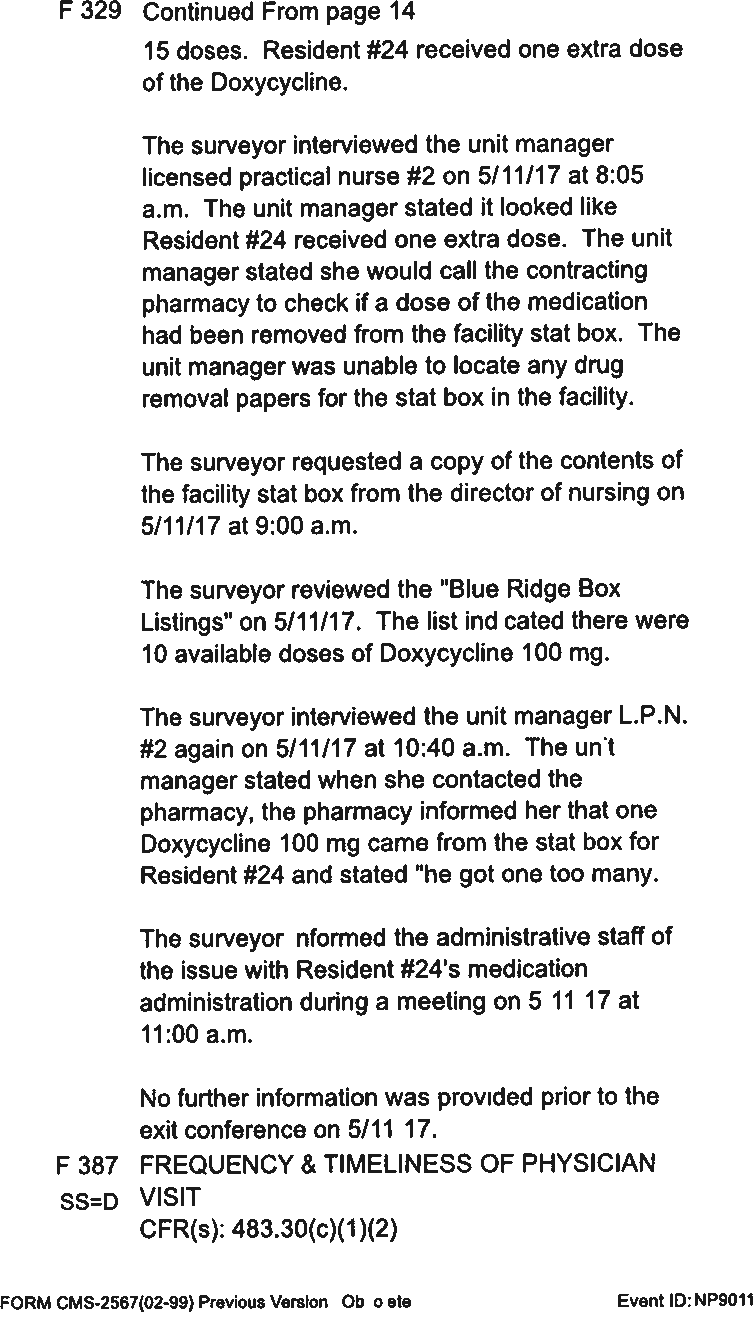 F 329 Continued From page 14
15 doses. Resident #24 received one extra dose
of the Doxycycline.
The surveyor interviewed the unit manager
licensed practical nurse #2 on 5/11/17 at 8:05
a.m. The unit manager stated it looked like
Resident #24 received one extra dose. The unit
manager stated she would call the contracting
pharmacy to check if a dose of the medication
had been removed from the facility stat box. The
unit manager was unable to locate any drug
removal papers for the stat box in the facility.
The surveyor requested a copy of the contents of
the facility stat box from the director of nursing on
5/11/17 at 9:00 a.m.
The surveyor reviewed the "Blue Ridge Box
Listings" on 5/11/17. The list ind cated there were
10 available doses of Doxycycline 100 mg.
The surveyor interviewed the unit manager L.P.N.
#2 again on 5/11/17 at 10:40 a.m. The un't
manager stated when she contacted the
pharmacy, the pharmacy informed her that one
Doxycycline 100 mg came from the stat box for
Resident #24 and stated "he got one too many.
The surveyor nformed the administrative staff of
the issue with Resident #24's medication
administration during a meeting on 5 11 17 at
11:00 a.m.
No further information was provided prior to the
exit conference on 5/11 17.
F 387 FREQUENCY & TIMELINESS OF PHYSICIAN
SS=D VISIT
CFR(s): 483.30(c)(1)(2)
FORM CMS-2567(02-99) Previous Version Ob o ete Event ID: NP9011